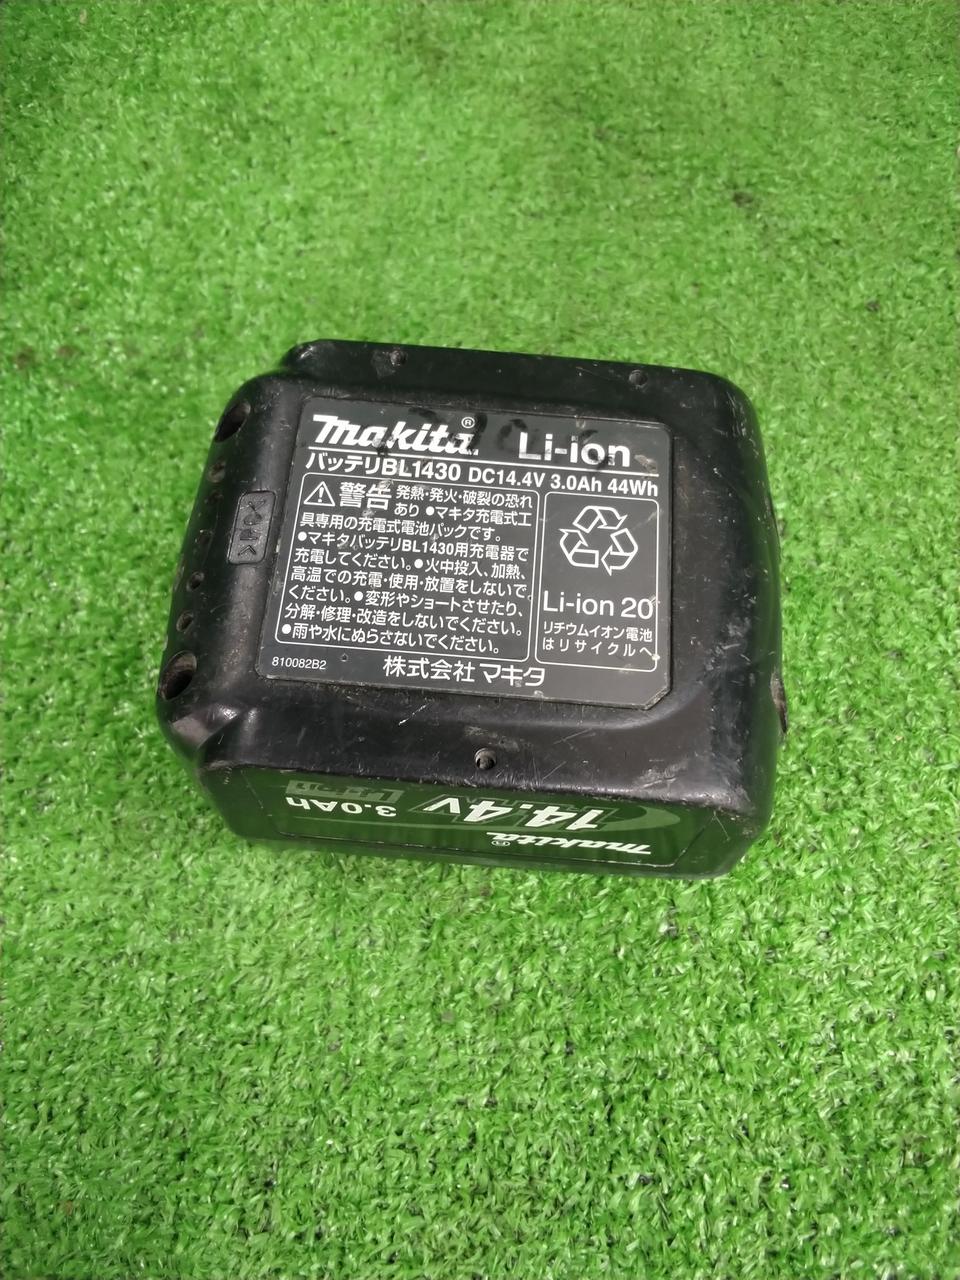 makita® Li-ion
バッテリBL1430 DC14.4V 3.0Ah 44Wh
警告 発熱・発火・破裂の恐れ
あり ●マキタ充電式工
具専用の充電式電池パックです。
●マキタバッテリBL1430用充電器で
充電してください。●火中投入、加熱、
高温での充電・使用・放置をしないで
ください。●変形やショートさせたり、
分解・修理・改造をしないでください。
●雨や水にぬらさないでください。
Li-ion 20
リチウムイオン電池
はリサイクルへ
810082B2
株式会社 マキタ
makita®
14.4V
3.0Ah
Li-ion